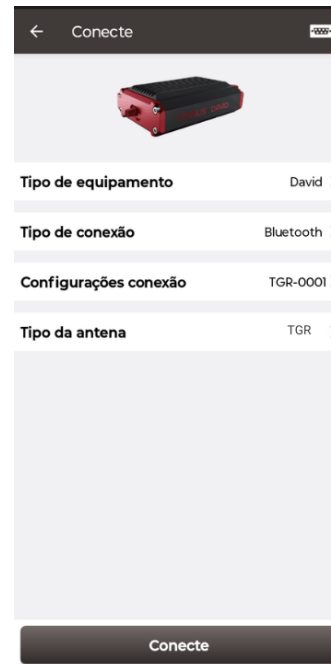 Conecte
Tipo de equipamento David
Tipo de conexão Bluetooth
Configurações conexão TGR-0001
Tipo da antena TGR
Conecte